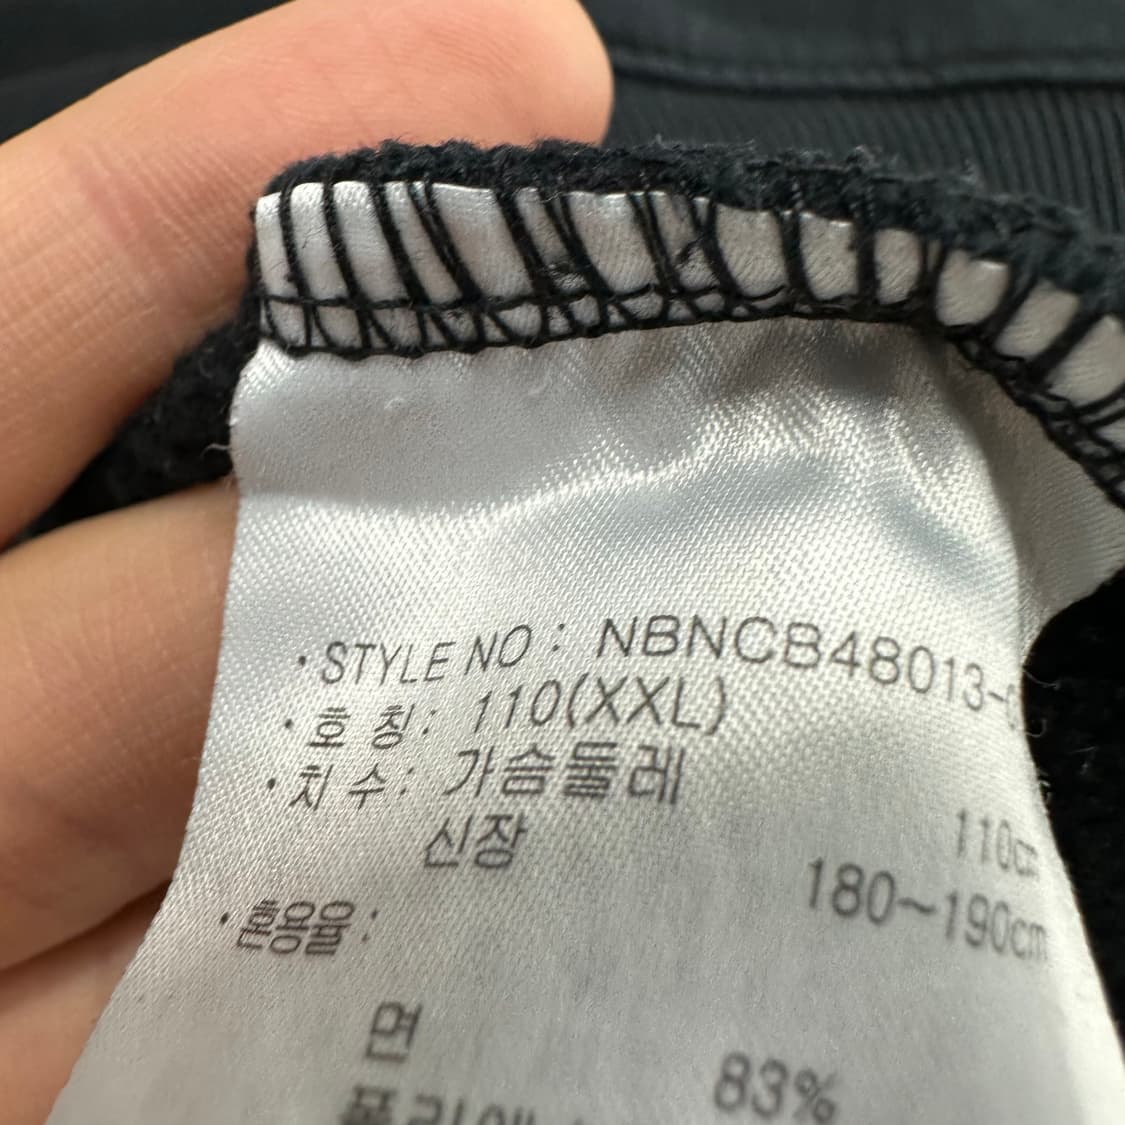 ·STYLE NO : NBNCB48013-
·호 칭: 110(XXL)
·치 수: 가슴둘레 110cm
신장 180~190cm
·혼용율:
면 83%